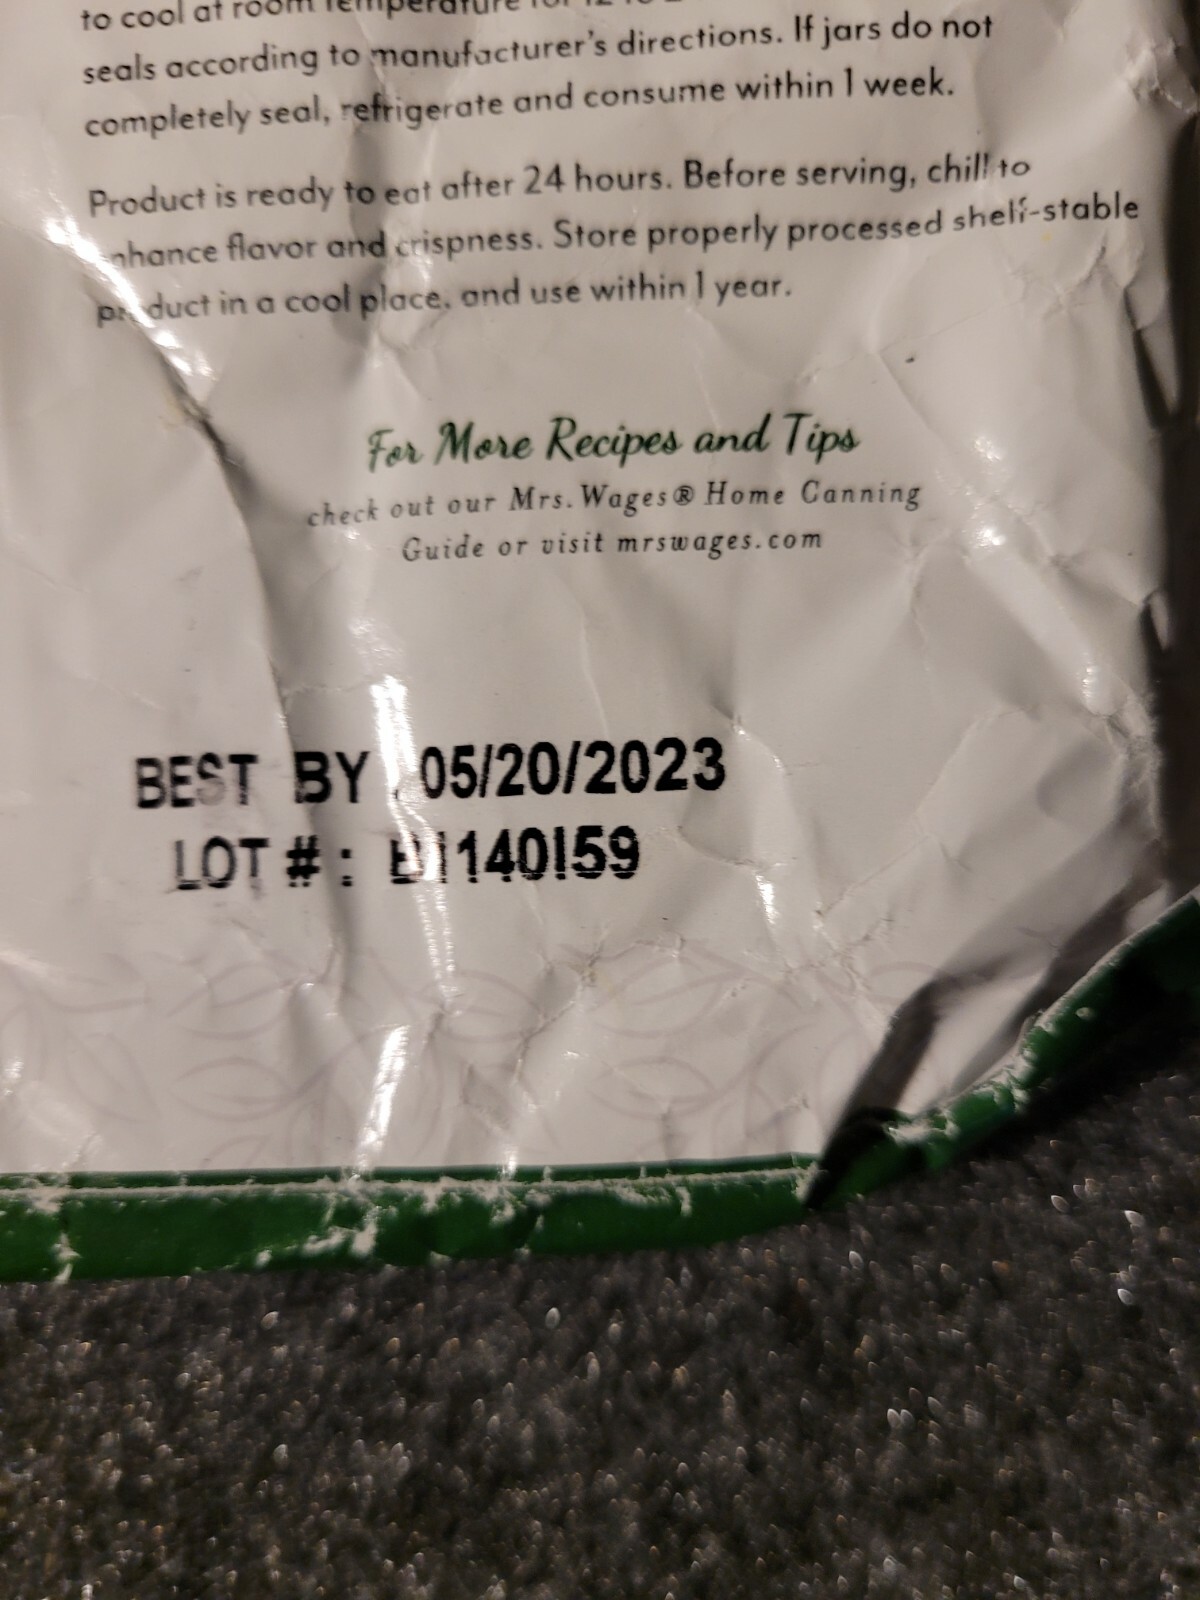 to cool at room temperature for 12
seals according to manufacturer's directions. If jars do not
completely seal, refrigerate and consume within 1 week.
Product is ready to eat after 24 hours. Before serving, chill to
enhance flavor and crispness. Store properly processed shelf-stable
product in a cool place, and use within 1 year.
For More Recipes and Tips
check out our Mrs. Wages® Home Canning
Guide or visit mrswages.com
BEST BY 05/20/2023
LOT # :